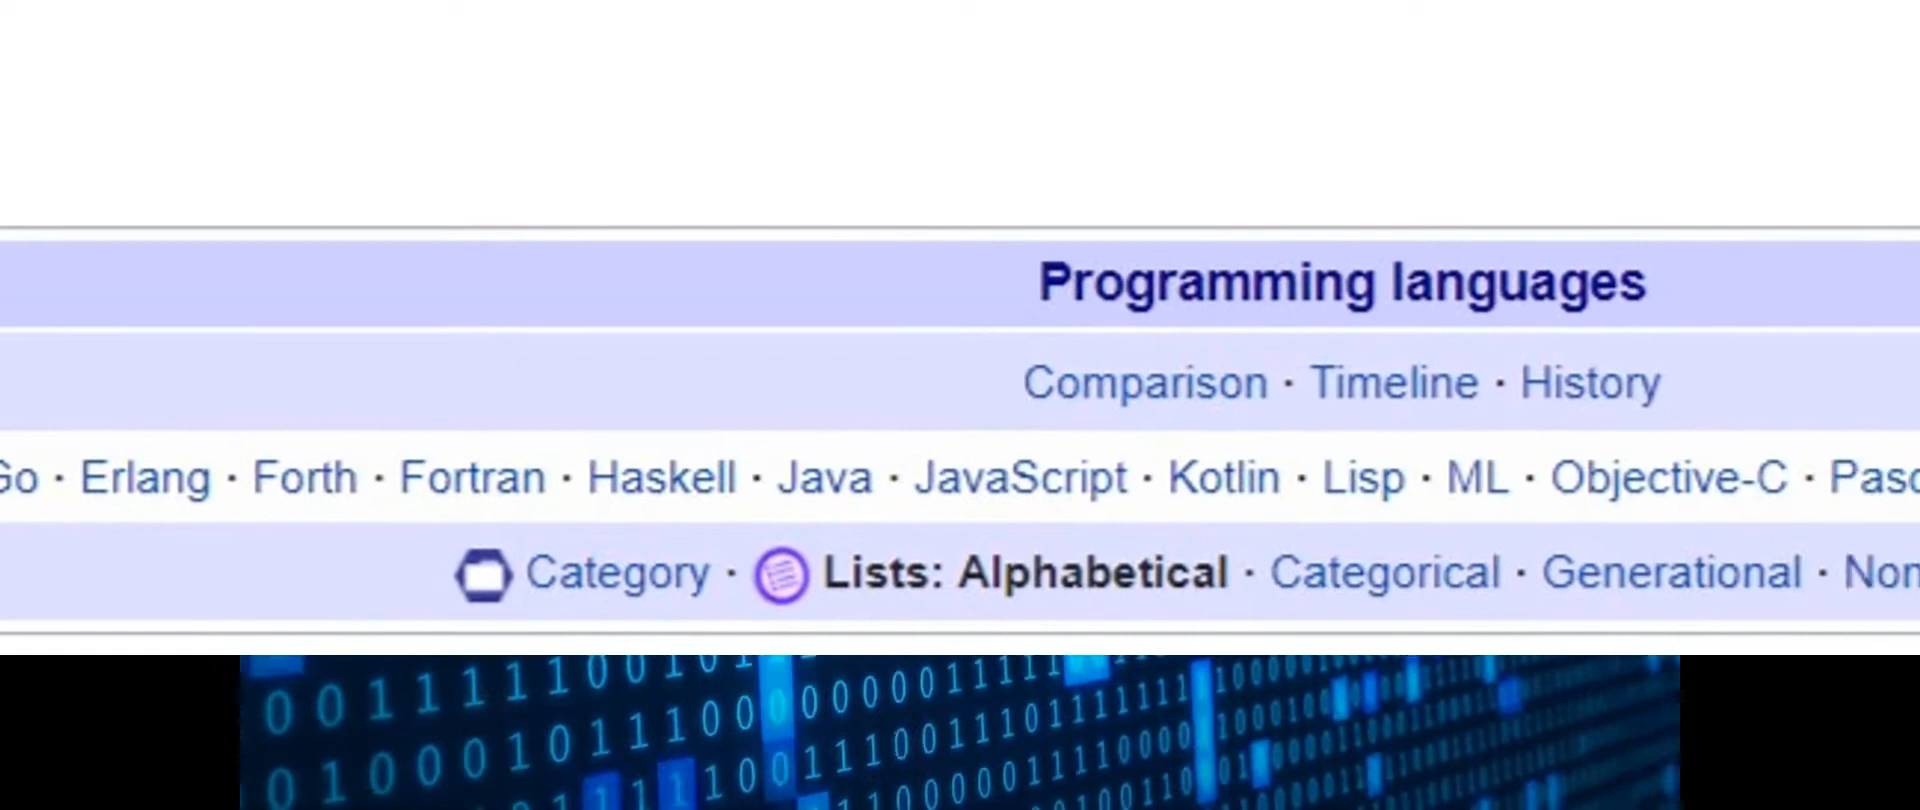 Programming languages
Comparison · Timeline · History
Go · Erlang · Forth · Fortran · Haskell · Java · JavaScript · Kotlin · Lisp · ML · Objective-C ·
Category · Lists: Alphabetical · Categorical · Generational ·